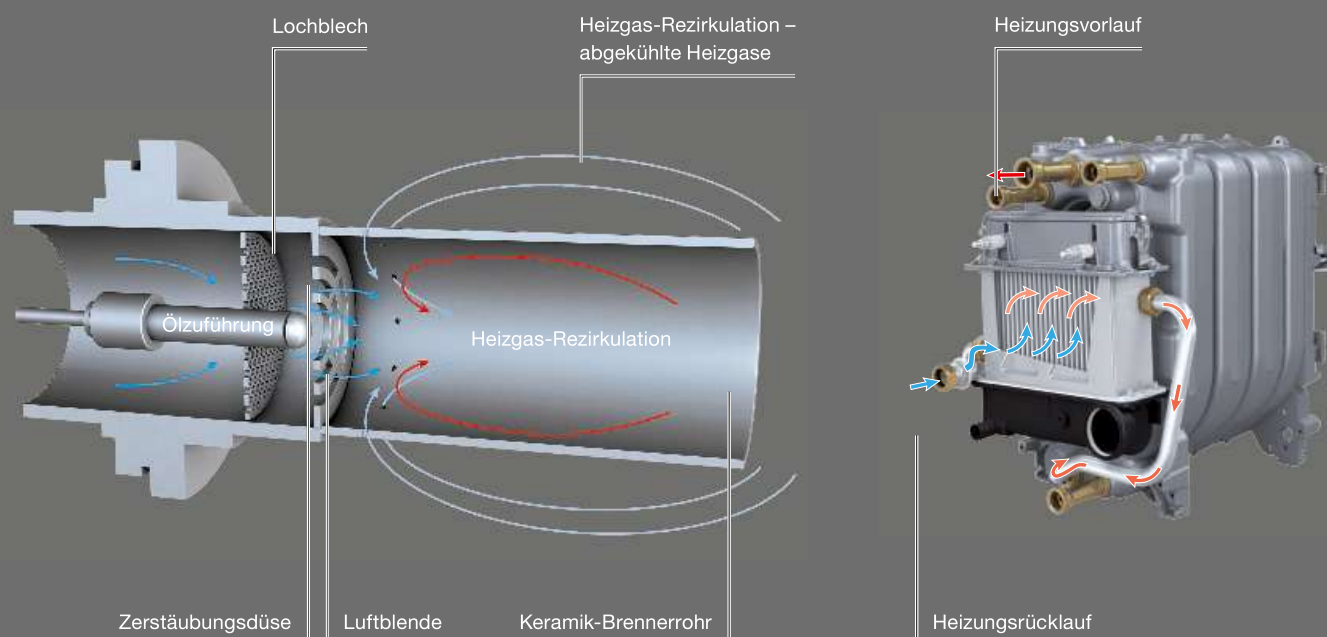 Lochblech
Heizgas-Rezirkulation –
abgekühlte Heizgase
Heizungsvorlauf
Ölzuführung
Heizgas-Rezirkulation
Zerstäubungsdüse
Luftblende
Keramik-Brennerrohr
Heizungsrücklauf